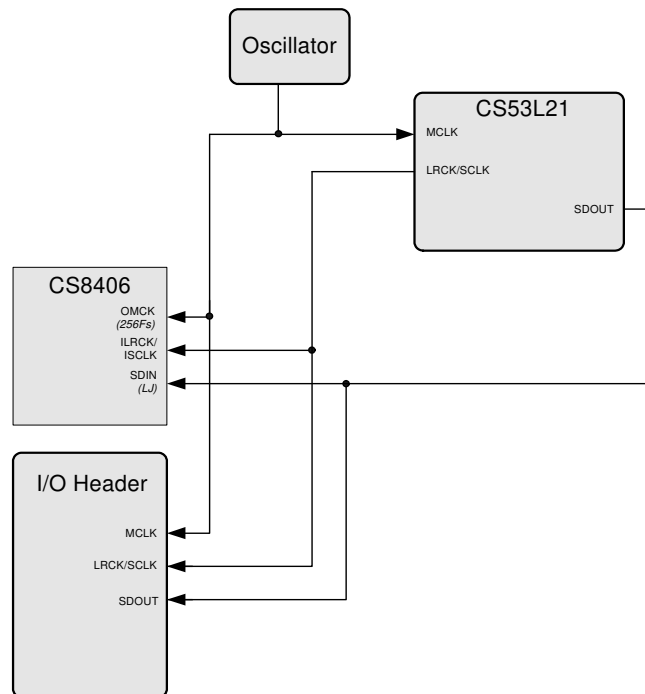 Oscillator
CS53L21
MCLK
LRCK/SCLK
SDOUT
CS8406
OMCK
(256Fs)
ILRCK/
ISCLK
SDIN
(LJ)
I/O Header
MCLK
LRCK/SCLK
SDOUT